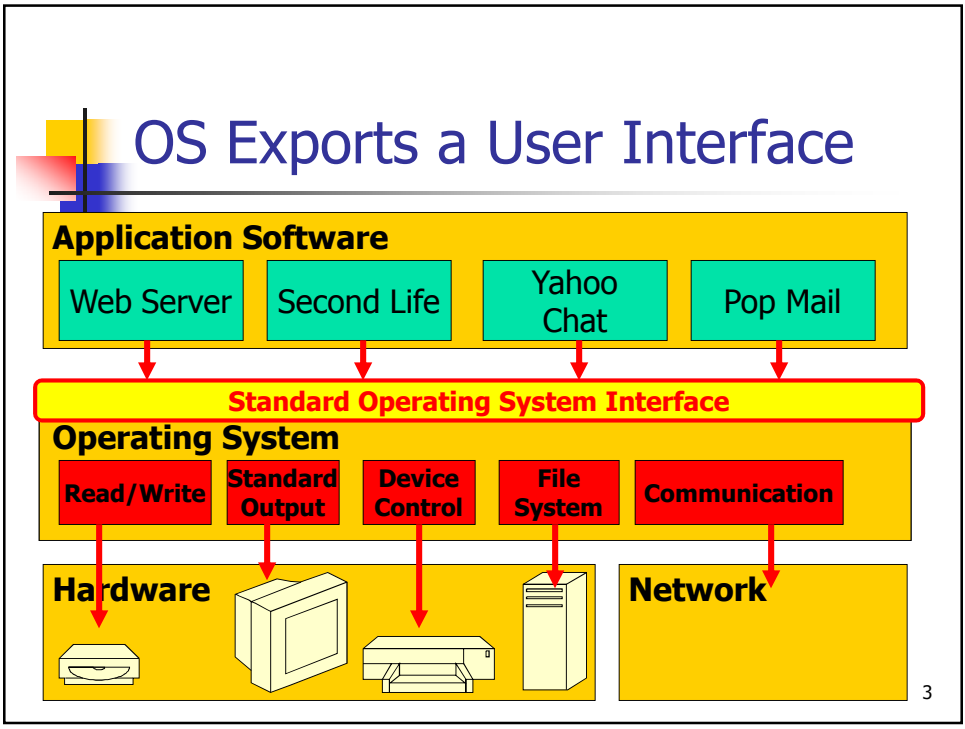 OS Exports a User Interface
Application Software
Web Server
Second Life
Yahoo
Chat
Pop Mail
Standard Operating System Interface
Operating System
Read/Write
Standard
Output
Device
Control
File
System
Communication
Hardware
Network
3